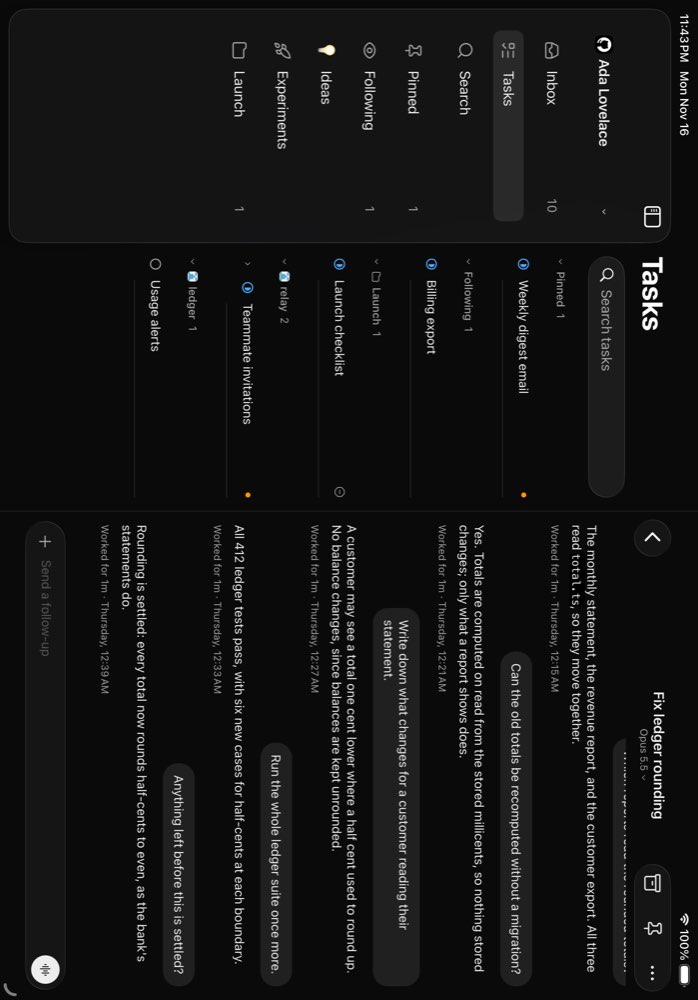 11:43 PM Mon Nov 16
100%
Ada Lovelace
Inbox 10
Tasks
Search
Pinned 1
Following 1
Ideas
Experiments
Launch 1
Tasks
Search tasks
Pinned 1
Weekly digest email
Following 1
Billing export
Launch 1
Launch checklist
relay 2
Teammate invitations
ledger 1
Usage alerts
Fix ledger rounding
Opus 5.5
Which reports read the rounded totals?
The monthly statement, the revenue report, and the customer export. All three
read total.ts, so they move together.
Worked for 1m · Thursday, 12:15 AM
Can the old totals be recomputed without a migration?
Yes. Totals are computed on read from the stored millicents, so nothing stored
changes; only what a report shows does.
Worked for 1m · Thursday, 12:21 AM
Write down what changes for a customer reading their
statement.
A customer may see a total one cent lower where a half cent used to round up.
No balance changes, since balances are kept unrounded.
Worked for 1m · Thursday, 12:27 AM
Run the whole ledger suite once more.
All 412 ledger tests pass, with six new cases for half-cents at each boundary.
Worked for 1m · Thursday, 12:33 AM
Anything left before this is settled?
Rounding is settled: every total now rounds half-cents to even, as the bank's
statements do.
Worked for 1m · Thursday, 12:39 AM
Send a follow-up